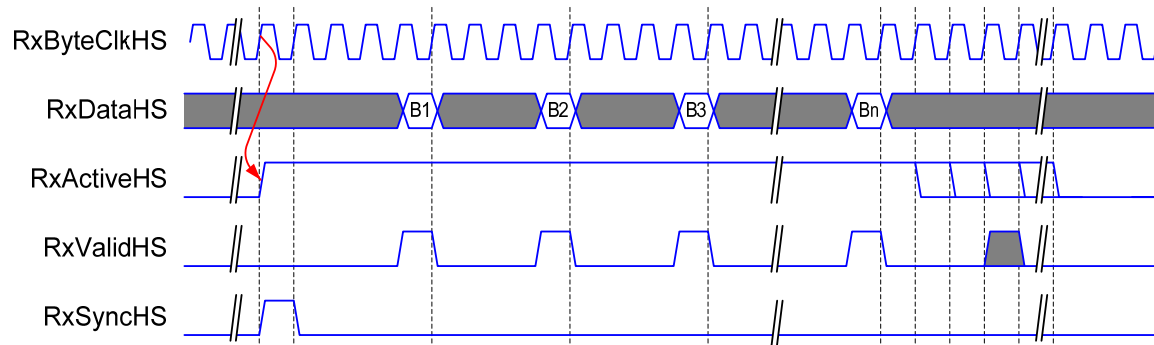 RxByteClkHS
RxDataHS B1 B2 B3 Bn
RxActiveHS
RxValidHS
RxSyncHS